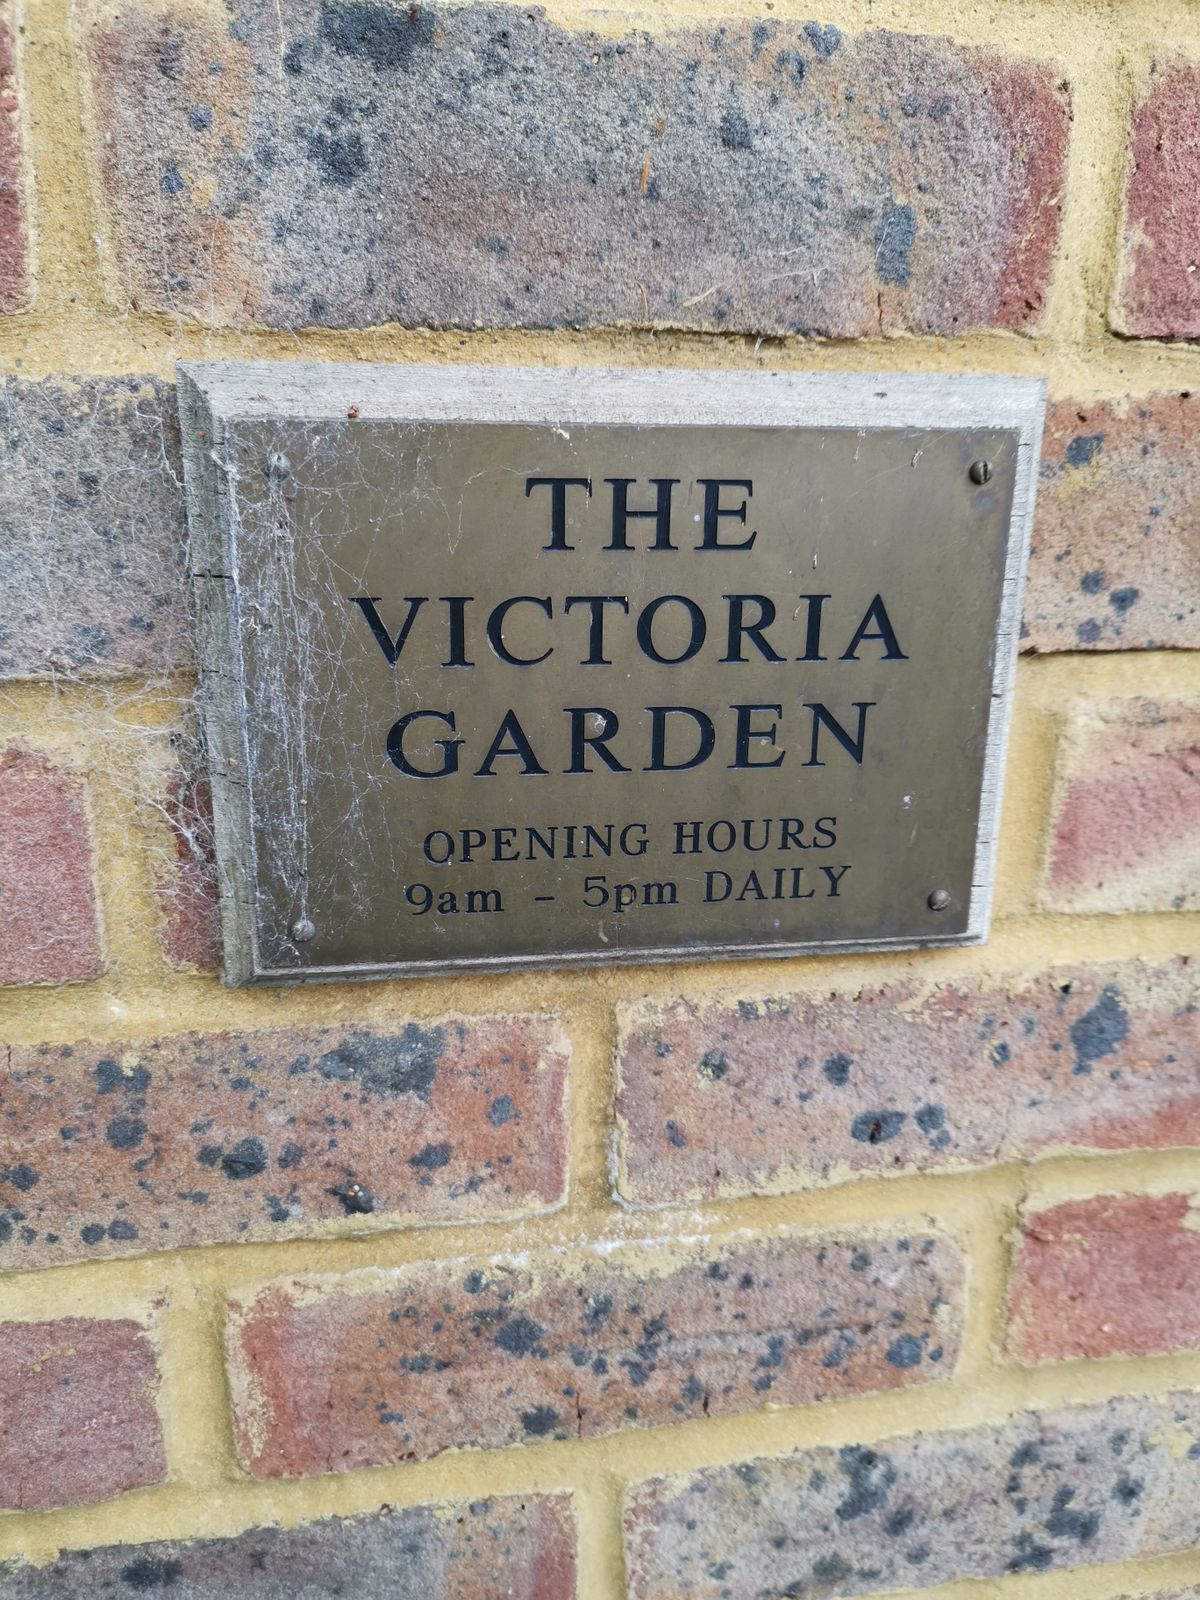 THE
VICTORIA
GARDEN
OPENING HOURS
9am - 5pm DAILY